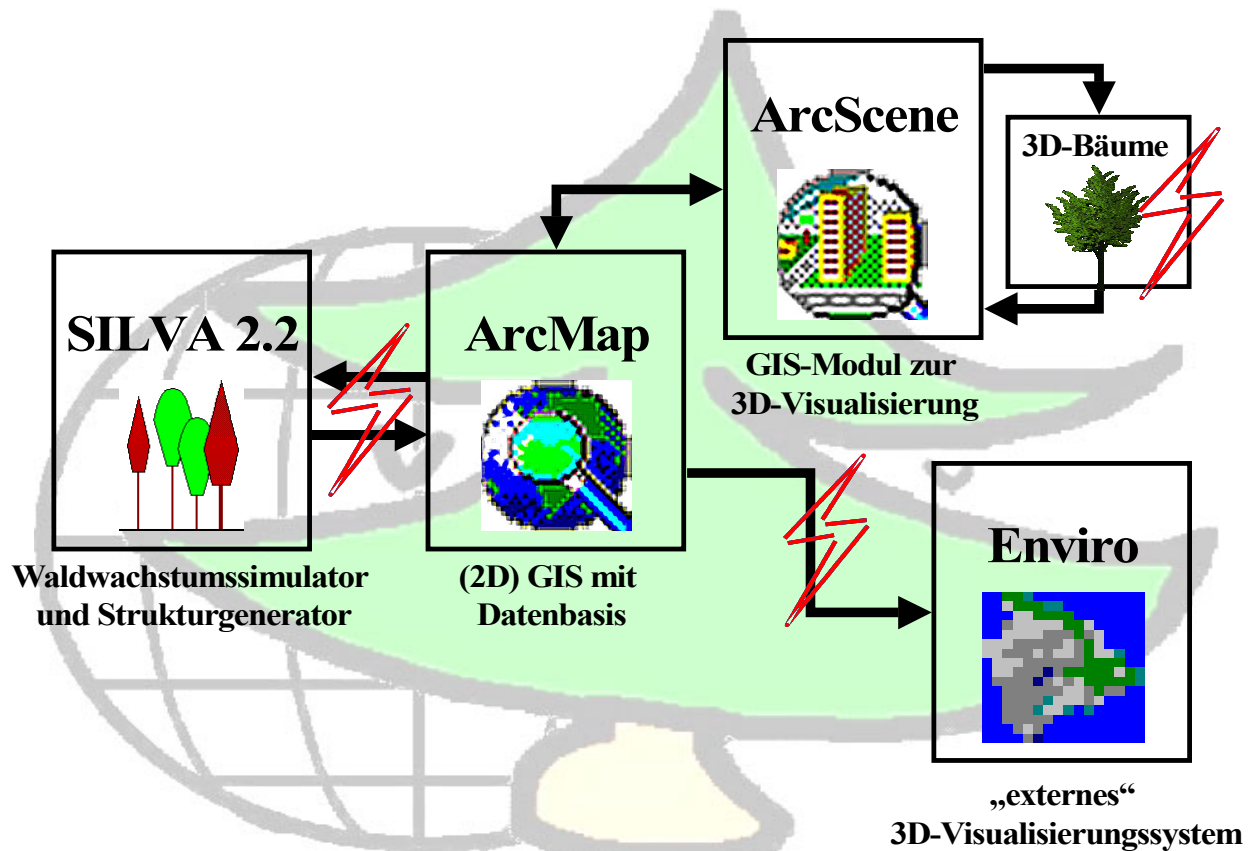 ArcScene
3D-Bäume
GIS-Modul zur
3D-Visualisierung
SILVA 2.2
Waldwachstumssimulator
und Strukturgenerator
ArcMap
(2D) GIS mit
Datenbasis
Enviro
„externes“
3D-Visualisierungssystem